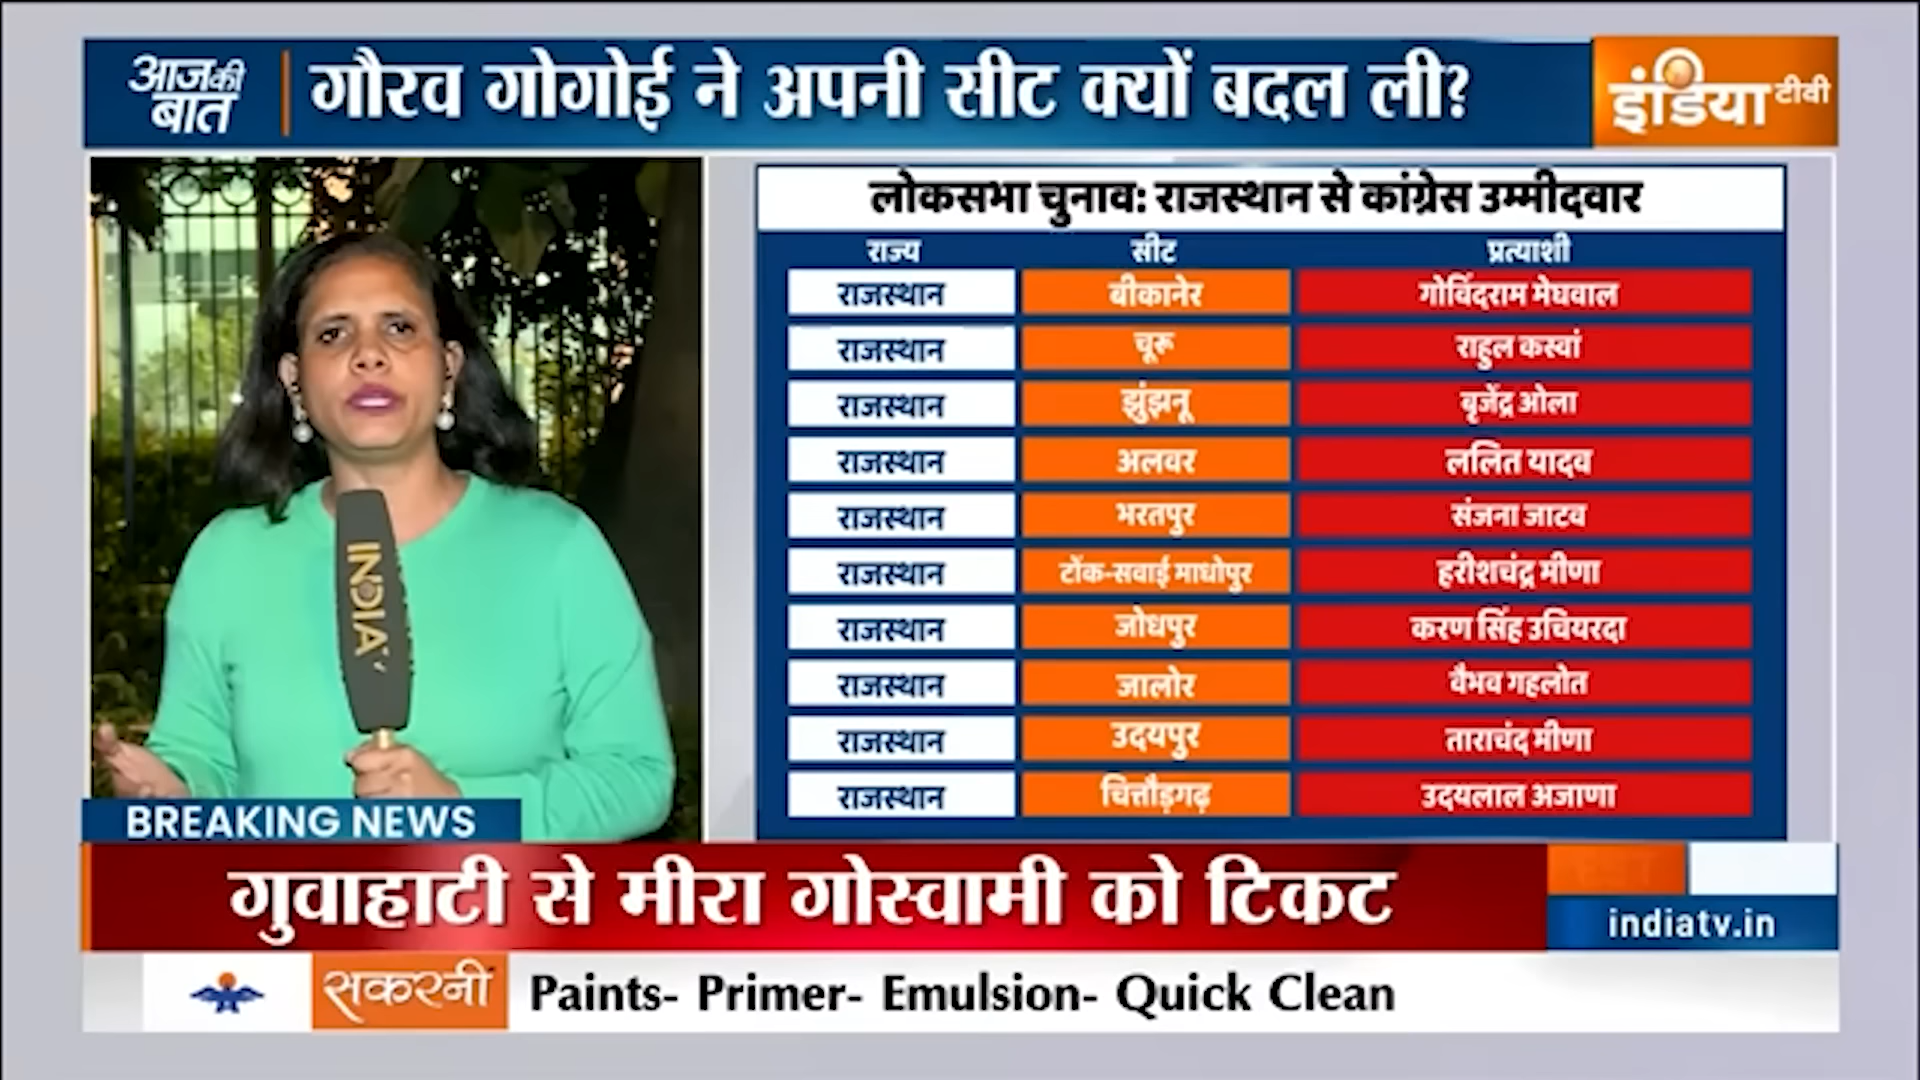 आज की
बात
गौरव गोगोई ने अपनी सीट क्यों बदल ली?
इंडिया टीवी
लोकसभा चुनाव: राजस्थान से कांग्रेस उम्मीदवार
राज्य सीट प्रत्याशी
राजस्थान बीकानेर गोविंदराम मेघवाल
राजस्थान चूरू राहुल कस्वां
राजस्थान झुंझनू बृजेंद्र ओला
राजस्थान अलवर ललित यादव
राजस्थान भरतपुर संजना जाटव
राजस्थान टोंक-सवाई माधोपुर हरीशचंद्र मीणा
राजस्थान जोधपुर करण सिंह उचियरदा
राजस्थान जालोर वैभव गहलोत
राजस्थान उदयपुर ताराचंद मीणा
राजस्थान चित्तौड़गढ़ उदयलाल अजाणा
INDIA
BREAKING NEWS
गुवाहाटी से मीरा गोस्वामी को टिकट
indiatv.in
सकरनी Paints- Primer- Emulsion- Quick Clean